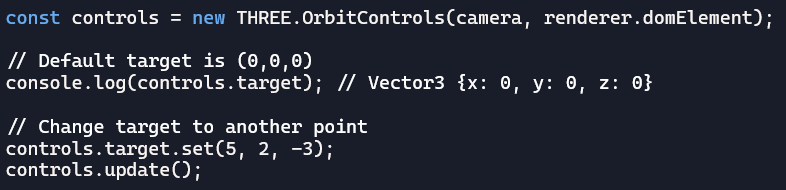 const controls = new THREE.OrbitControls(camera, renderer.domElement);
// Default target is (0,0,0)
console.log(controls.target); // Vector3 {x: 0, y: 0, z: 0}
// Change target to another point
controls.target.set(5, 2, -3);
controls.update();